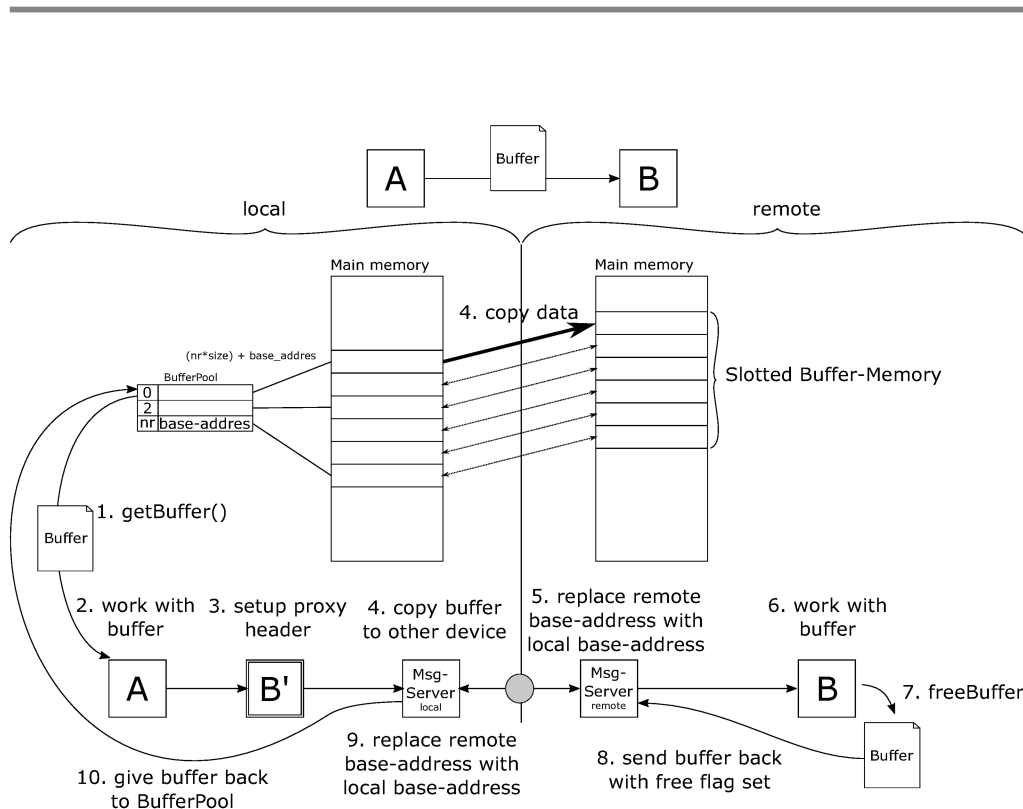 Buffer
A
B
local
remote
Main memory
Main memory
4. copy data
(nr*size) + base_addres
BufferPool
0
2
nr
base-addres
Slotted Buffer-Memory
1. getBuffer()
Buffer
2. work with
buffer
3. setup proxy
header
4. copy buffer
to other device
5. replace remote
base-address with
local base-address
6. work with
buffer
A
B'
Msg-
Server
local
Msg-
Server
remote
B
7. freeBuffer
Buffer
8. send buffer back
with free flag set
9. replace remote
base-address with
local base-address
10. give buffer back
to BufferPool